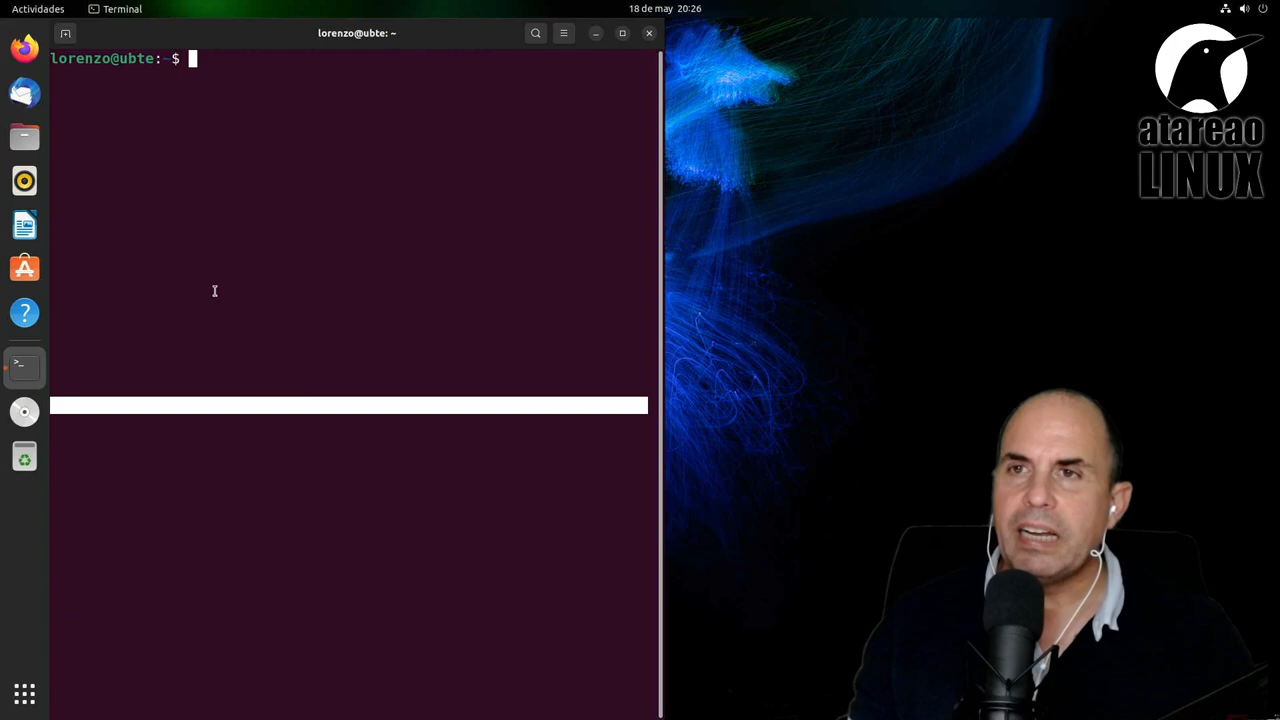 Actividades
Terminal
18 de may 20:26
lorenzo@ubte: ~
lorenzo@ubte:~$
atareao
LINUX